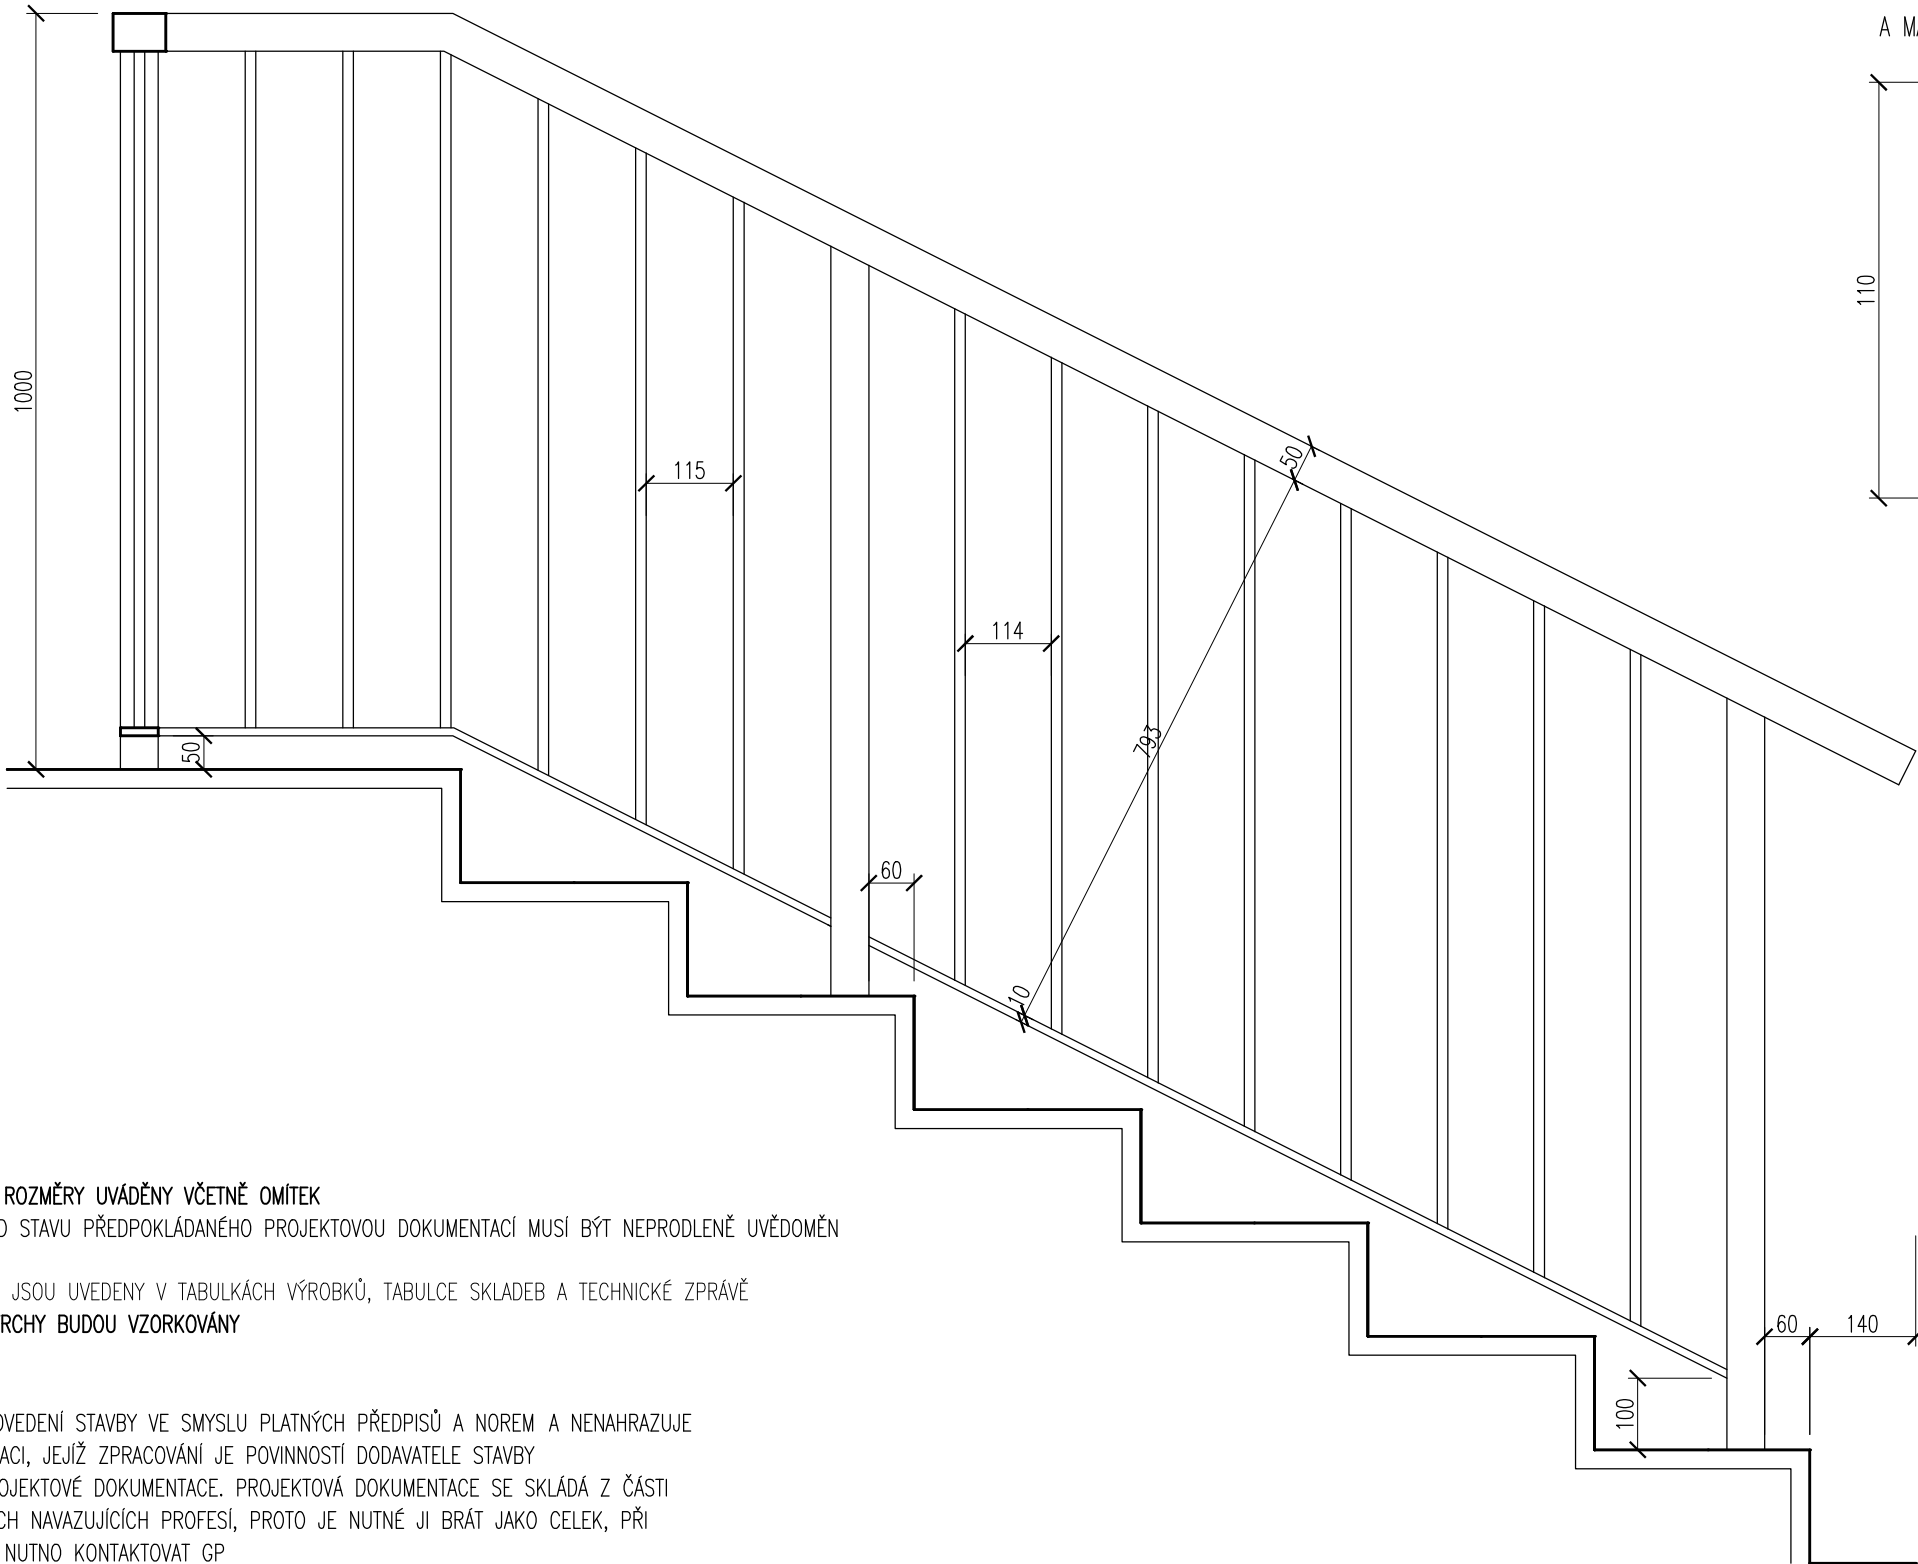 A MA
1000
110
115
50
114
793
50
60
10
60
140
100
ROZMĚRY UVÁDĚNY VČETNĚ OMÍTEK
O STAVU PŘEDPOKLÁDANÉHO PROJEKTOVOU DOKUMENTACÍ MUSÍ BÝT NEPRODLENĚ UVĚDOMĚN
JSOU UVEDENY V TABULKÁCH VÝROBKŮ, TABULCE SKLADEB A TECHNICKÉ ZPRÁVĚ
RCHY BUDOU VZORKOVÁNY
OVEDENÍ STAVBY VE SMYSLU PLATNÝCH PŘEDPISŮ A NOREM A NENAHRAZUJE
ACI, JEJÍŽ ZPRACOVÁNÍ JE POVINNOSTÍ DODAVATELE STAVBY
OJEKTOVÉ DOKUMENTACE. PROJEKTOVÁ DOKUMENTACE SE SKLÁDÁ Z ČÁSTI
CH NAVAZUJÍCÍCH PROFESÍ, PROTO JE NUTNÉ JI BRÁT JAKO CELEK, PŘI
NUTNO KONTAKTOVAT GP